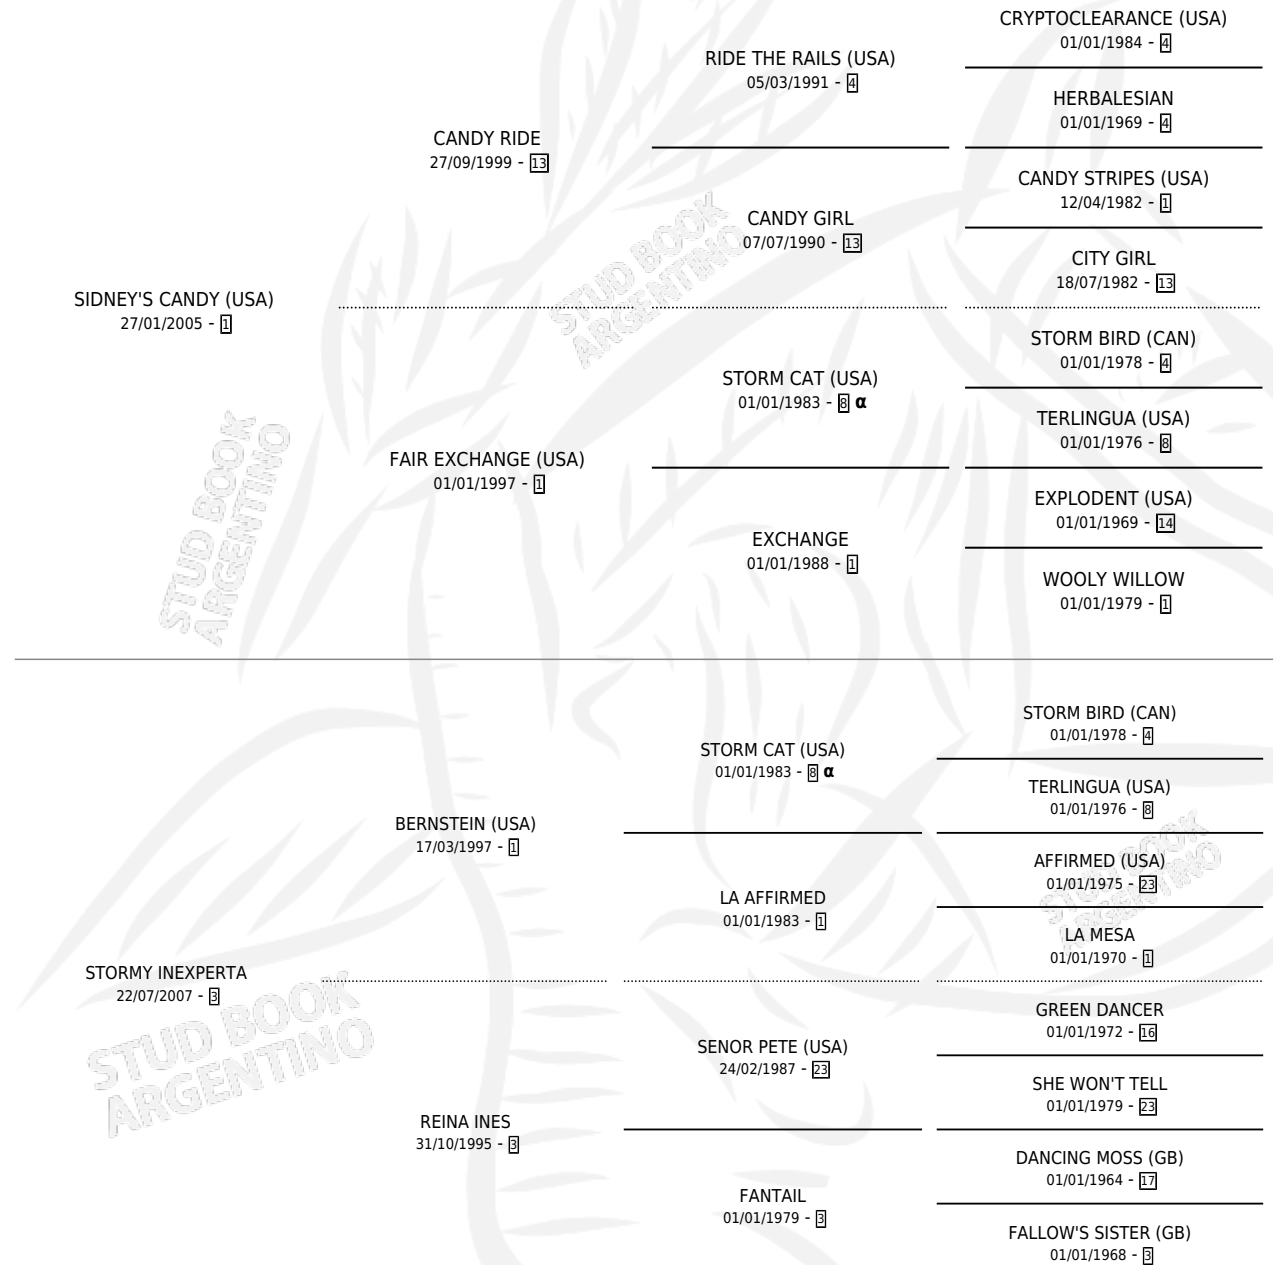 CRYPTOCLEARANCE (USA)
01/01/1984 - 4
RIDE THE RAILS (USA)
05/03/1991 - 4
HERBALESIAN
01/01/1969 - 4
CANDY RIDE
27/09/1999 - 13
CANDY STRIPES (USA)
12/04/1982 - 1
CANDY GIRL
07/07/1990 - 13
CITY GIRL
18/07/1982 - 13
SIDNEY'S CANDY (USA)
27/01/2005 - 1
STORM BIRD (CAN)
01/01/1978 - 4
STORM CAT (USA)
01/01/1983 - 8 α
TERLINGUA (USA)
01/01/1976 - 8
FAIR EXCHANGE (USA)
01/01/1997 - 1
EXPLODENT (USA)
01/01/1969 - 14
EXCHANGE
01/01/1988 - 1
WOOLY WILLOW
01/01/1979 - 1
STUD BOOK
ARGENTINO
STUD BOOK
ARGENTINO
STORM BIRD (CAN)
01/01/1978 - 4
STORM CAT (USA)
01/01/1983 - 8 α
TERLINGUA (USA)
01/01/1976 - 8
BERNSTEIN (USA)
17/03/1997 - 1
AFFIRMED (USA)
01/01/1975 - 23
LA AFFIRMED
01/01/1983 - 1
LA MESA
01/01/1970 - 1
STORMY INEXPERTA
22/07/2007 - 3
GREEN DANCER
01/01/1972 - 16
SENOR PETE (USA)
24/02/1987 - 23
SHE WON'T TELL
01/01/1979 - 23
REINA INES
31/10/1995 - 3
DANCING MOSS (GB)
01/01/1964 - 17
FANTAIL
01/01/1979 - 3
FALLOW'S SISTER (GB)
01/01/1968 - 3
STUD BOOK
ARGENTINO
STUD BOOK
ARGENTINO